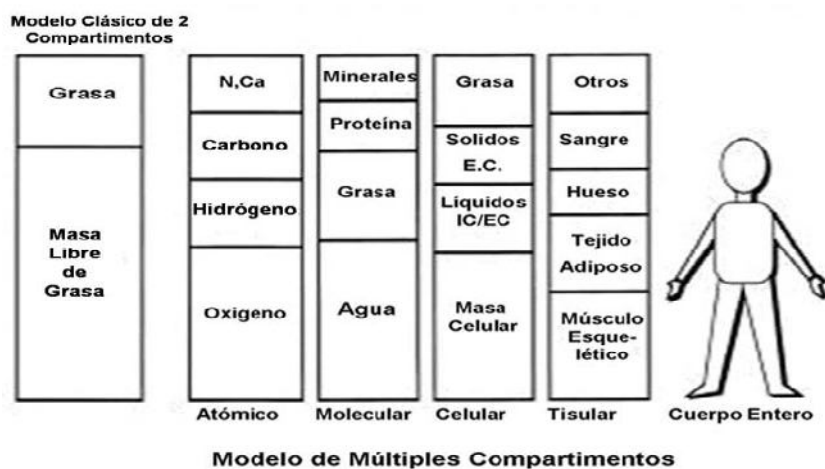 Modelo Clásico de 2
Compartimentos
Grasa
Masa
Libre
de
Grasa
N,Ca
Carbono
Hidrógeno
Oxigeno
Atómico
Minerales
Proteína
Grasa
Agua
Molecular
Grasa
Solidos
E.C.
Líquidos
IC/EC
Masa
Celular
Celular
Otros
Sangre
Hueso
Tejido
Adiposo
Músculo
Esque-
lético
Tisular
Cuerpo Entero
Modelo de Múltiples Compartimentos